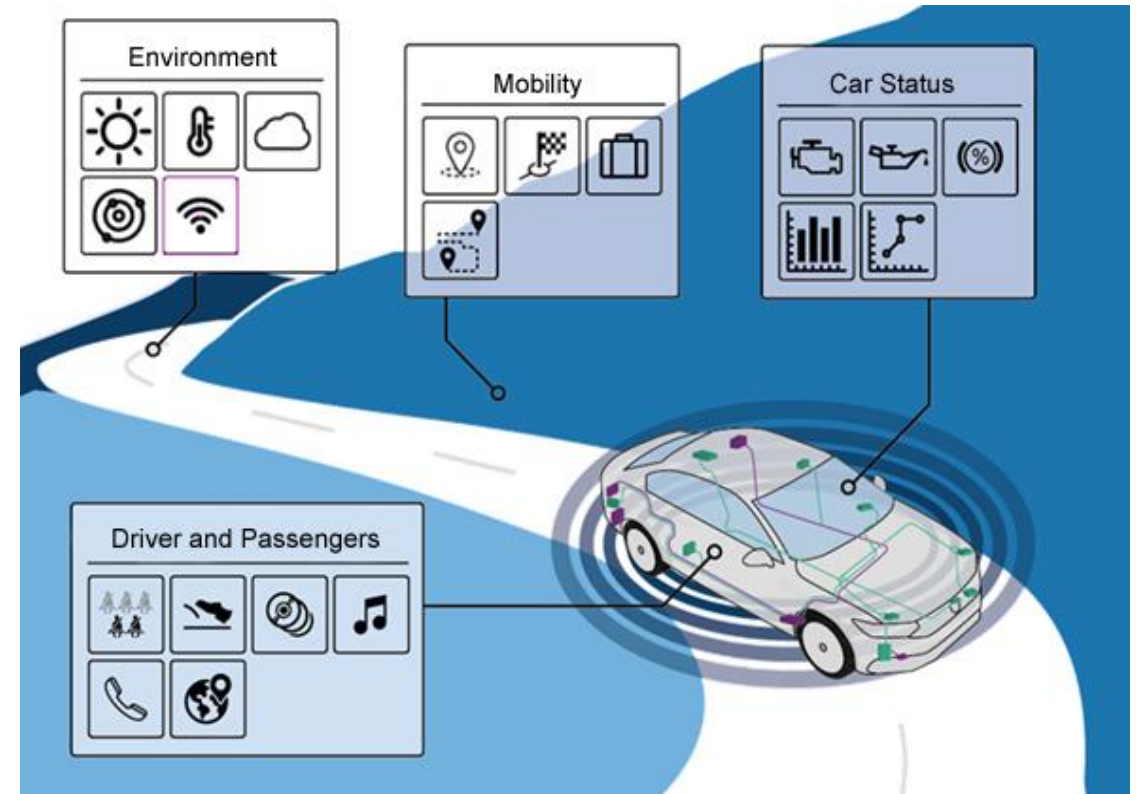 Environment
Mobility
Car Status
(%)
Driver and Passengers